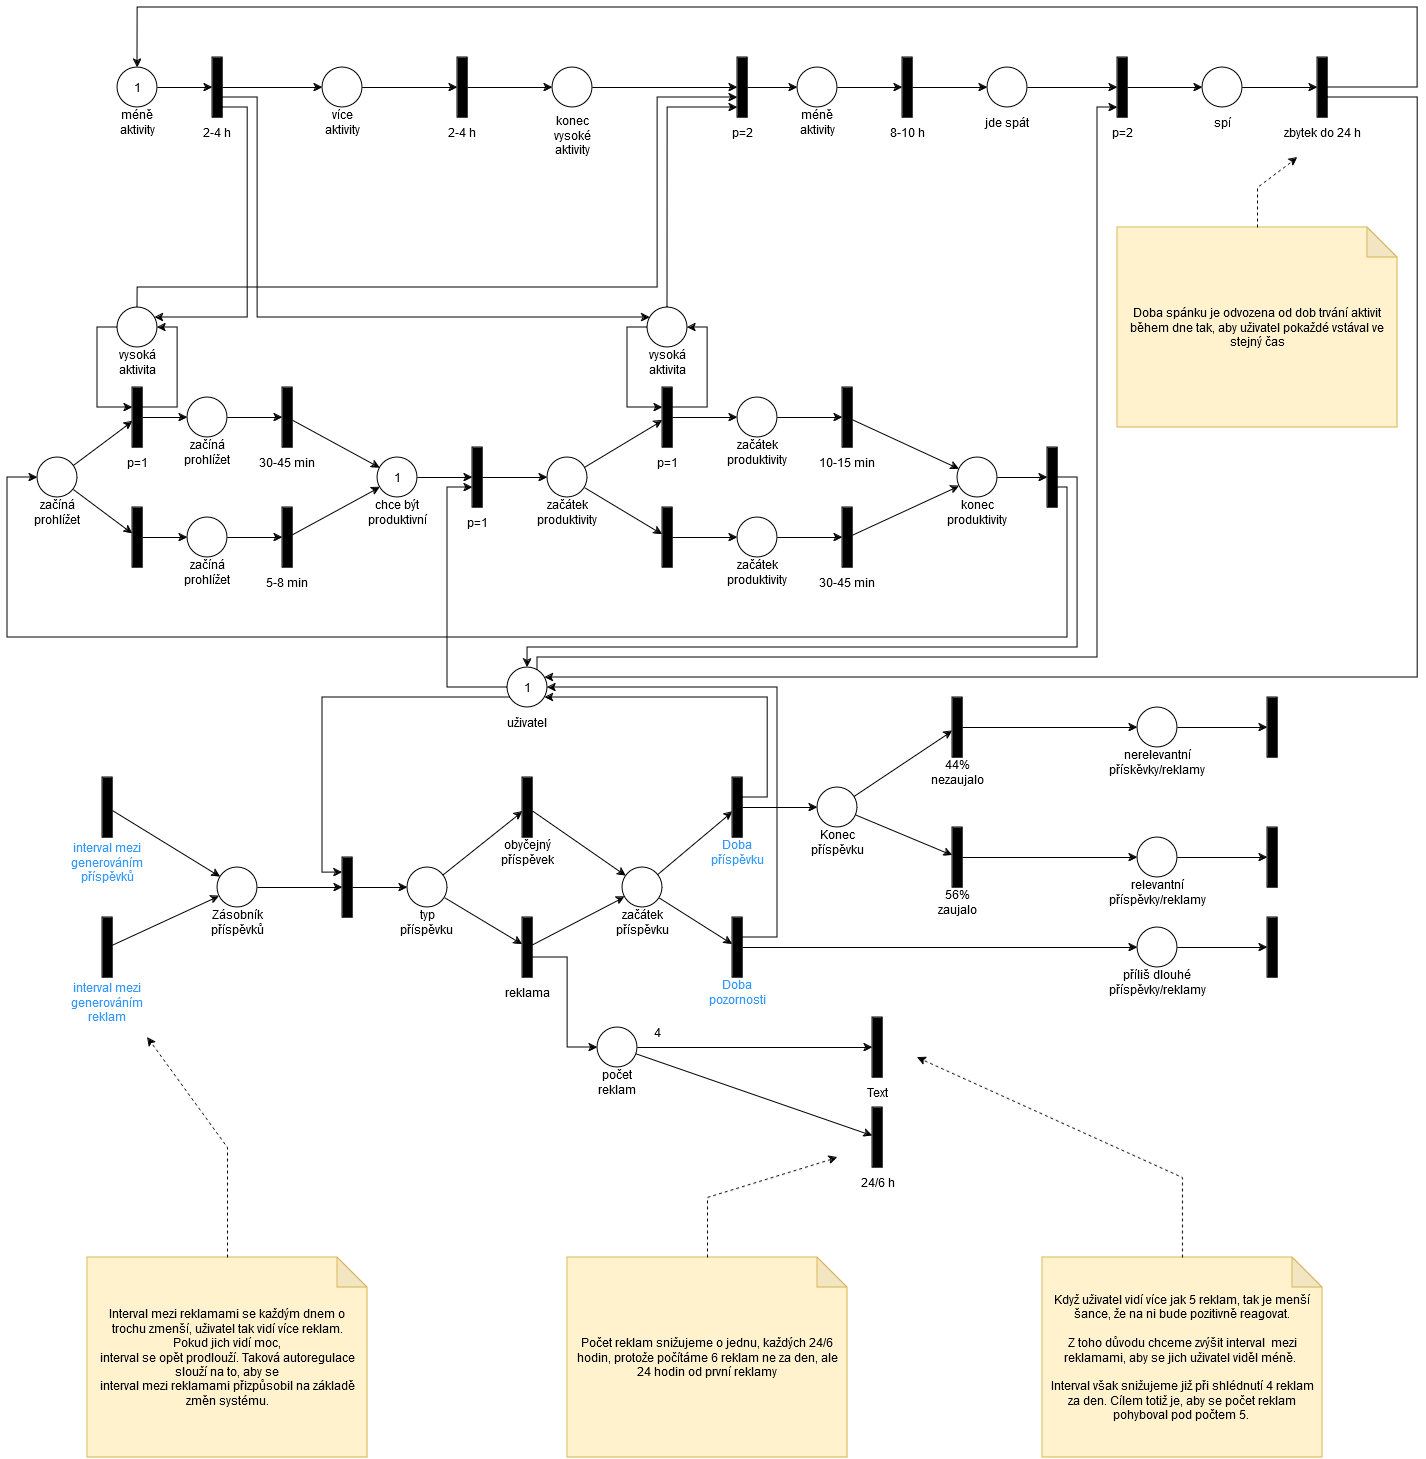 1
méně
aktivity
2-4 h
více
aktivity
2-4 h
konec
vysoké
aktivity
p=2
méně
aktivity
8-10 h
jde spát
p=2
spí
zbytek do 24 h
Doba spánku je odvozena od dob trvání aktivit
během dne tak, aby uživatel pokaždé vstával ve
stejný čas
vysoká
aktivita
vysoká
aktivita
p=1
začíná
prohlížet
30-45 min
p=1
začátek
produktivity
10-15 min
začíná
prohlížet
1
chce být
produktivní
p=1
začátek
produktivity
konec
produktivity
začíná
prohlížet
5-8 min
začátek
produktivity
30-45 min
1
uživatel
44%
nezaujalo
nerelevantní
přískěvky/reklamy
interval mezi
generováním
příspěvků
obyčejný
příspěvek
Doba
příspěvku
Konec
příspěvku
56%
zaujalo
relevantní
příspěvky/reklamy
Zásobník
příspěvků
typ
příspěvku
začátek
příspěvku
interval mezi
generováním
reklam
reklama
Doba
pozornosti
příliš dlouhé
příspěvky/reklamy
4
počet
reklam
Text
24/6 h
Interval mezi reklamami se každým dnem o
trochu zmenší, uživatel tak vidí více reklam.
Pokud jich vidí moc,
interval se opět prodlouží. Taková autoregulace
slouží na to, aby se
interval mezi reklamami přizpůsobil na základě
změn systému.
Počet reklam snižujeme o jednu, každých 24/6
hodin, protože počítáme 6 reklam ne za den, ale
24 hodin od první reklamy
Když uživatel vidí více jak 5 reklam, tak je menší
šance, že na ni bude pozitivně reagovat.
Z toho důvodu chceme zvýšit interval mezi
reklamami, aby se jich uživatel viděl méně.
Interval však snižujeme již při shlédnutí 4 reklam
za den. Cílem totiž je, aby se počet reklam
pohyboval pod počtem 5.